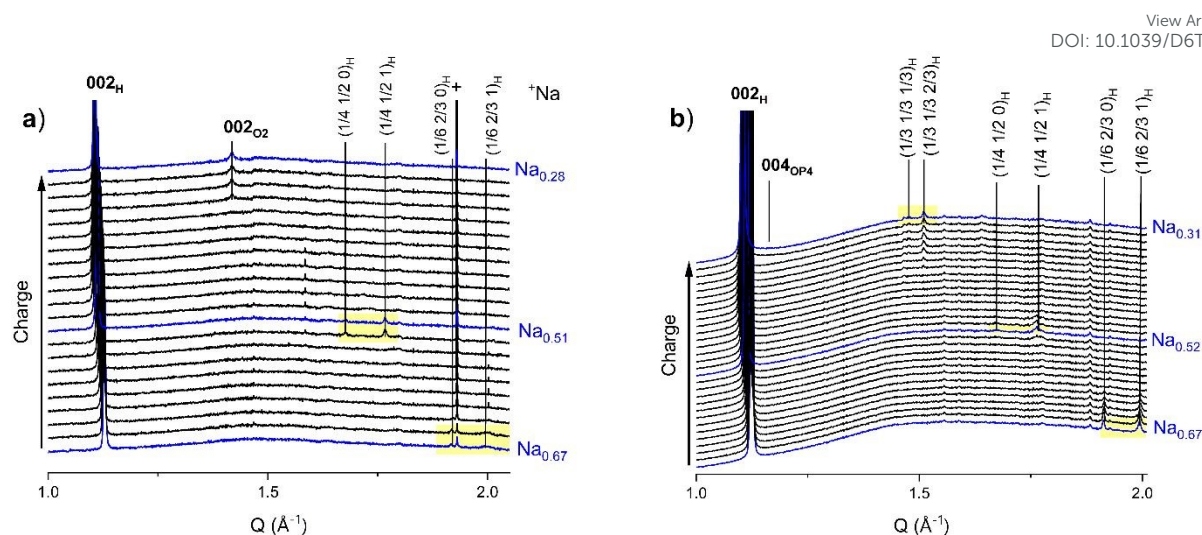 View Ar
DOI: 10.1039/D6T
a)
002H
002O2
(1/4 1/2 0)H
(1/4 1/2 1)H
(1/6 2/3 0)H
+
(1/6 2/3 1)H
+Na
Na0.28
Na0.51
Na0.67
Charge
1.0
1.5
2.0
Q (Å-1)
b)
002H
004OP4
(1/3 1/3 1/3)H
(1/3 1/3 2/3)H
(1/4 1/2 0)H
(1/4 1/2 1)H
(1/6 2/3 0)H
(1/6 2/3 1)H
Na0.31
Na0.52
Na0.67
Charge
1.0
1.5
2.0
Q (Å-1)